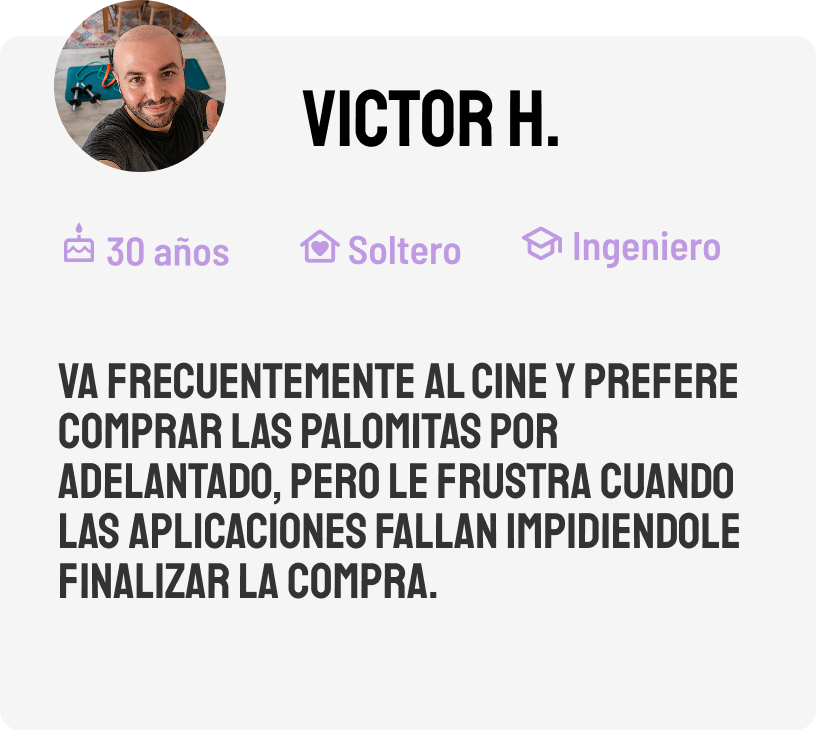 VICTOR H.
30 años
Soltero
Ingeniero
VA FRECUENTEMENTE AL CINE Y PREFERE
COMPRAR LAS PALOMITAS POR
ADELANTADO, PERO LE FRUSTRA CUANDO
LAS APLICACIONES FALLAN IMPIDIENDOLE
FINALIZAR LA COMPRA.